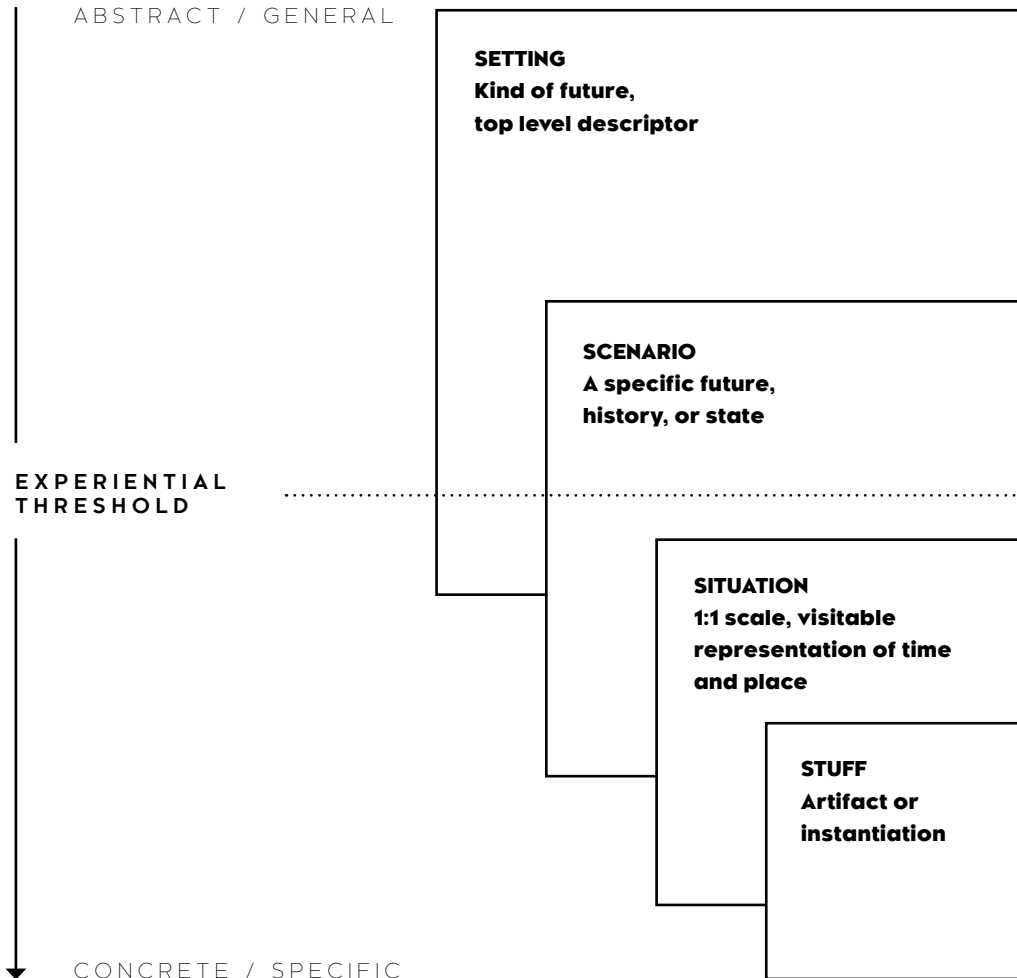 ABSTRACT / GENERAL
SETTING
Kind of future,
top level descriptor
SCENARIO
A specific future,
history, or state
EXPERIENTIAL
THRESHOLD
SITUATION
1:1 scale, visitable
representation of time
and place
STUFF
Artifact or
instantiation
CONCRETE / SPECIFIC